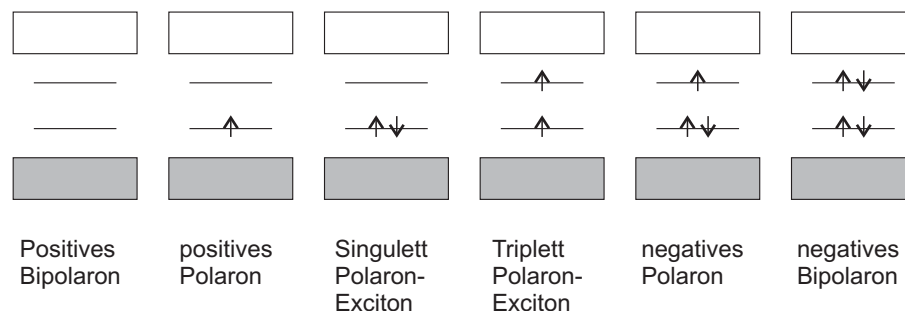 Positives
Bipolaron
positives
Polaron
Singulett
Polaron-
Exciton
Triplett
Polaron-
Exciton
negatives
Polaron
negatives
Bipolaron